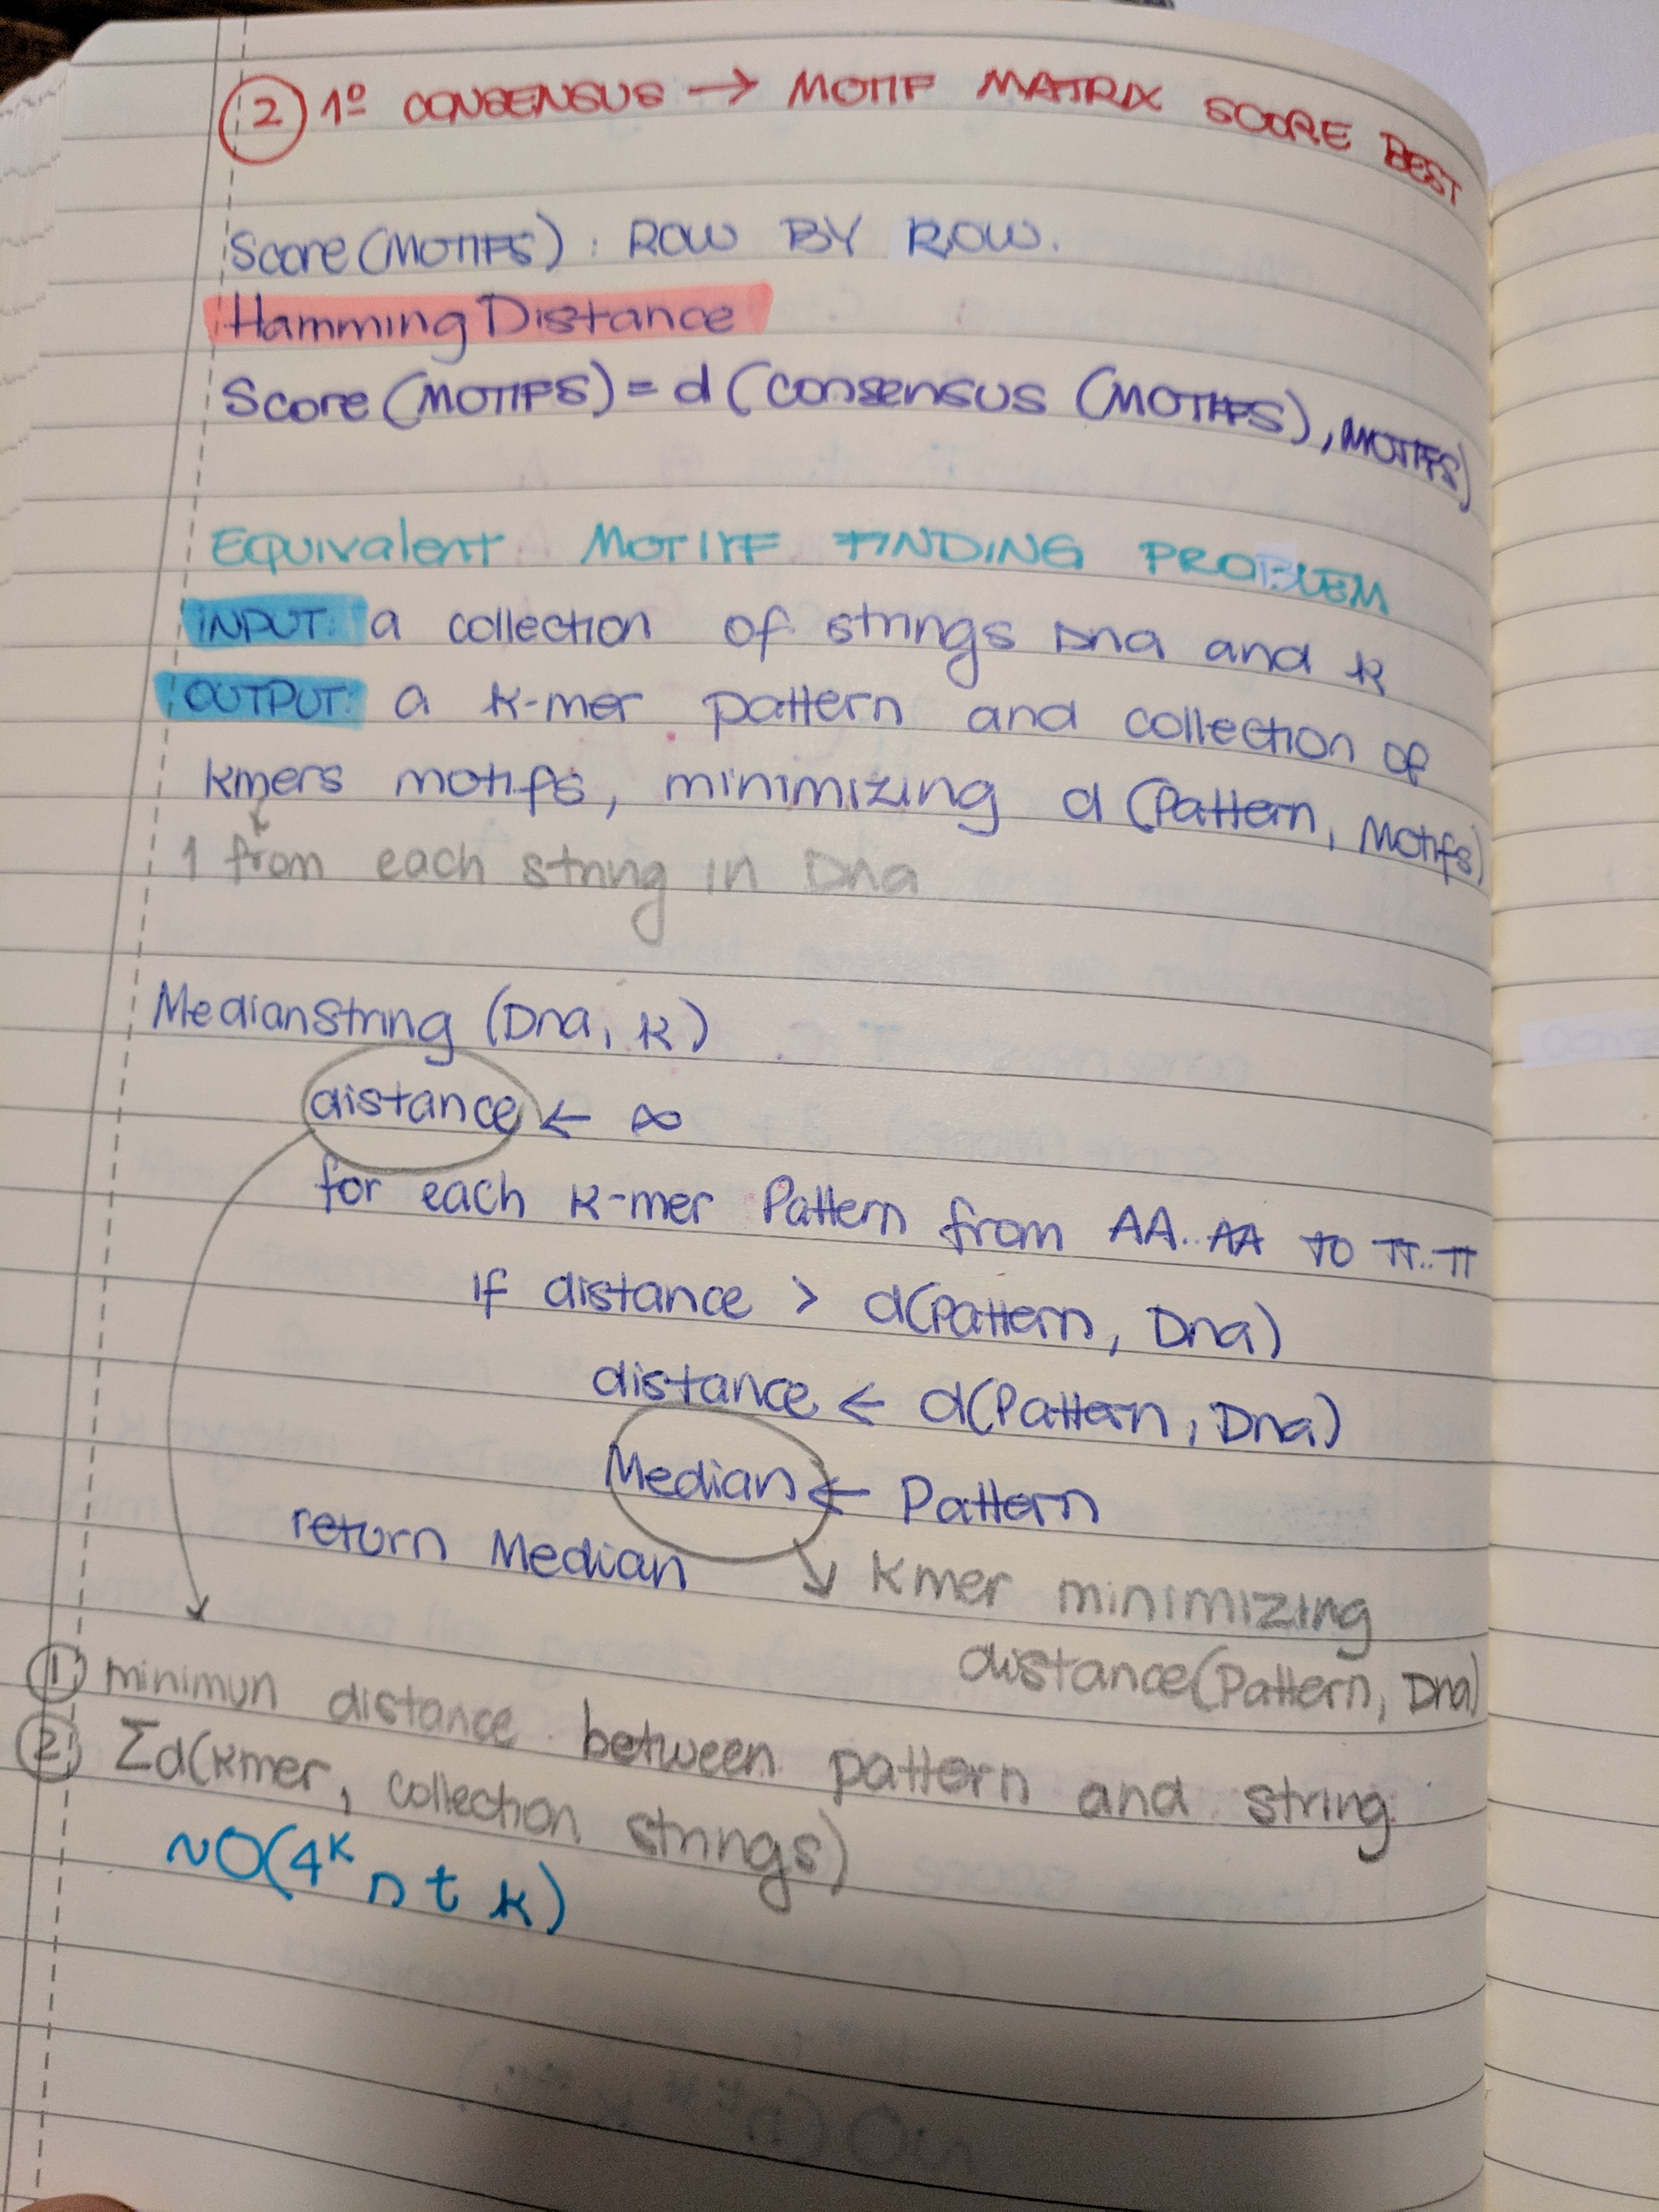 2 1º CONSENSUS → MOTIF MATRIX SCORE BEST
Score (MOTIFS) : ROW BY ROW.
Hamming Distance
Score (MOTIFS) = d (consensus (MOTIFS), MOTIFS)
Equivalent MOTIF FINDING PROBLEM
INPUT: a collection of strings Dna and k
OUTPUT: a k-mer pattern and collection of
kmers motifs, minimizing d (Pattern, Motifs)
1 from each string in Dna
MedianString (Dna, k)
distance ← ∞
for each k-mer Pattern from AA..AA to TT..TT
if distance > d(Pattern, Dna)
distance ← d(Pattern, Dna)
Median ← Pattern
return Median
↘ Kmer minimizing
distance(Pattern, Dna)
1 minimun distance between pattern and string
2 Σd(kmer, collection strings)
~O(4ᴷ n t k)